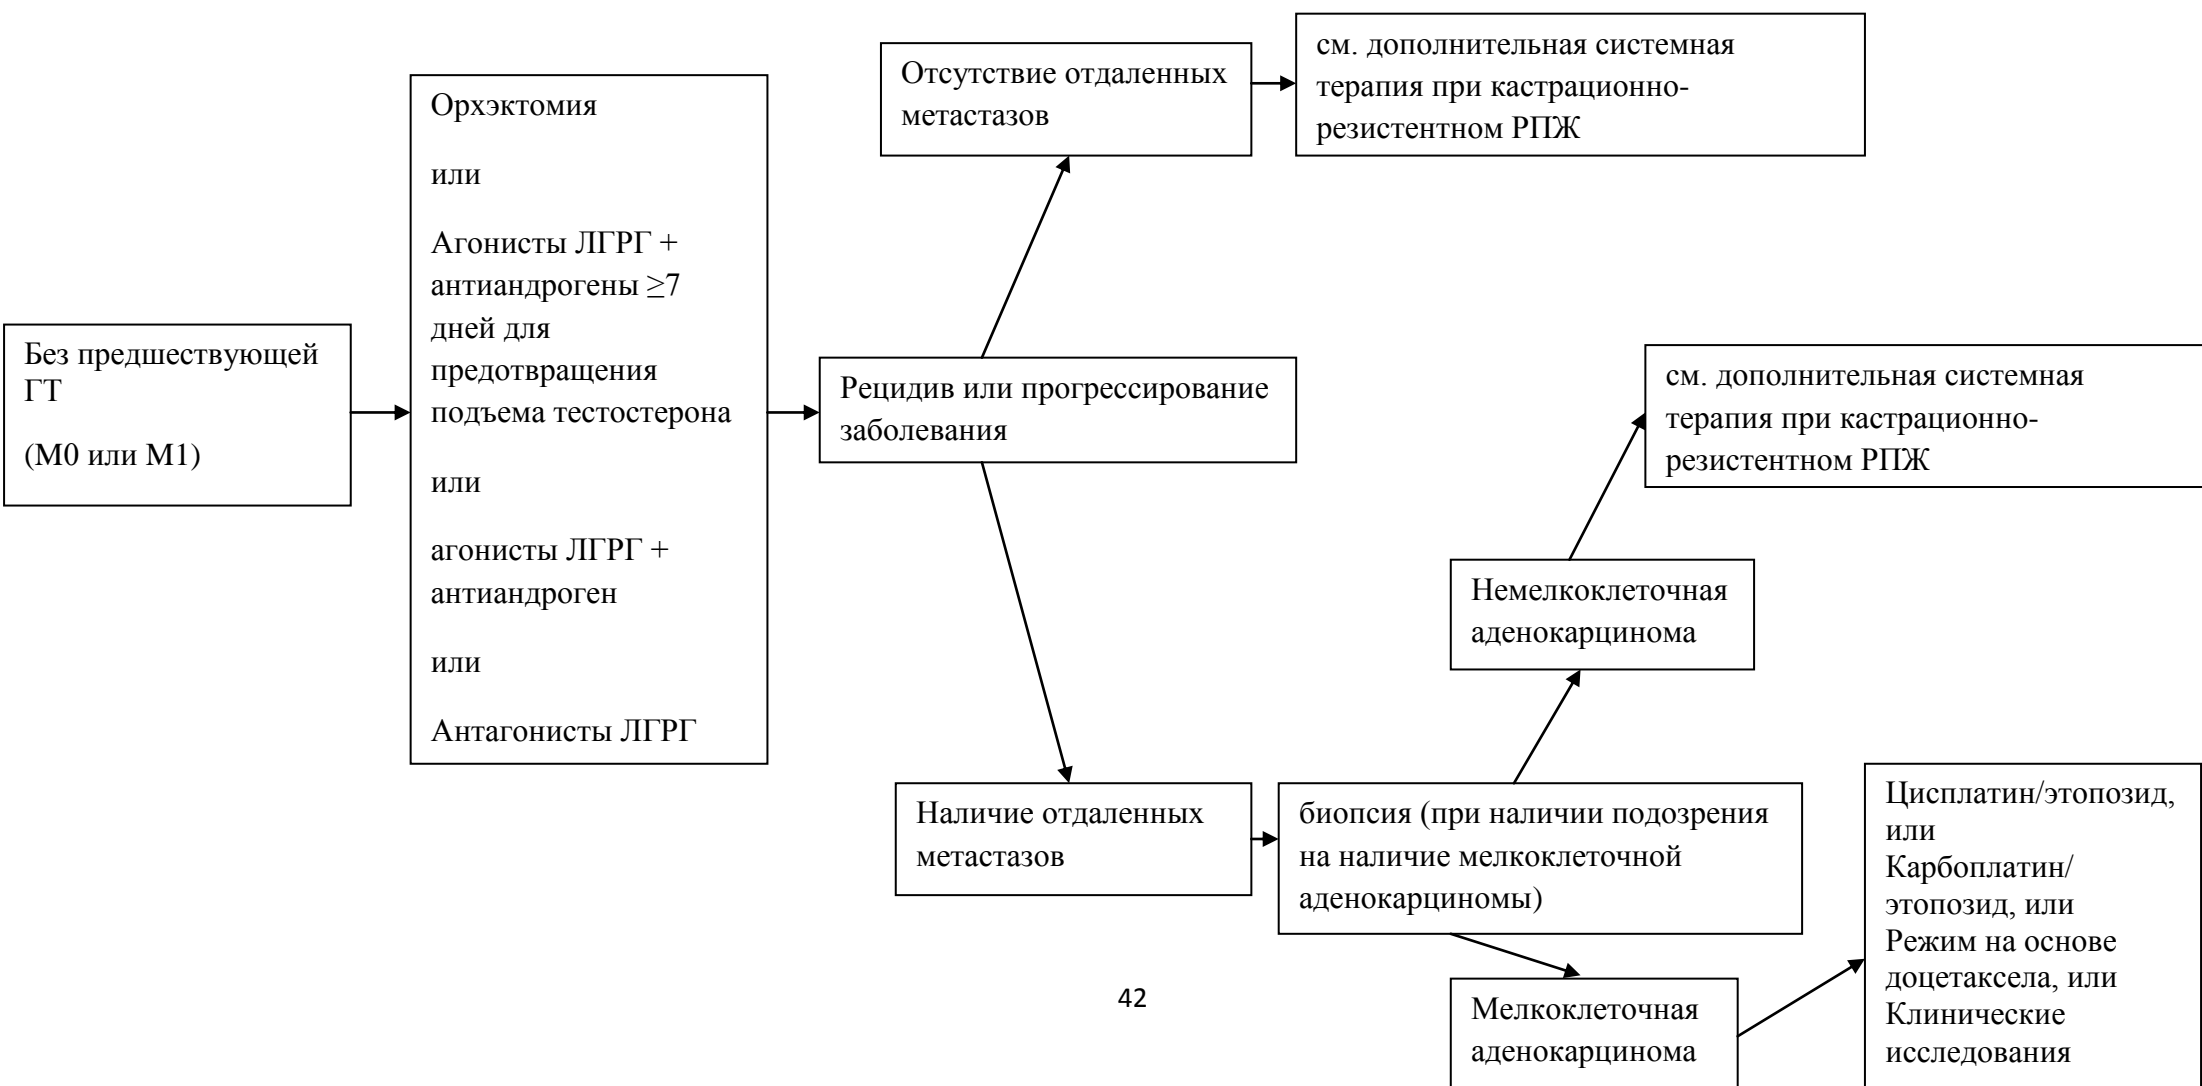 Без предшествующей
ГТ
(М0 или М1)
Орхэктомия
или
Агонисты ЛГРГ +
антиандрогены ≥7
дней для
предотвращения
подъема тестостерона
или
агонисты ЛГРГ +
антиандроген
или
Антагонисты ЛГРГ
Рецидив или прогрессирование
заболевания
Отсутствие отдаленных
метастазов
см. дополнительная системная
терапия при кастрационно-
резистентном РПЖ
Наличие отдаленных
метастазов
биопсия (при наличии подозрения
на наличие мелкоклеточной
аденокарциномы)
Немелкоклеточная
аденокарцинома
см. дополнительная системная
терапия при кастрационно-
резистентном РПЖ
Мелкоклеточная
аденокарцинома
Цисплатин/этопозид,
или
Карбоплатин/
этопозид, или
Режим на основе
доцетаксела, или
Клинические
исследования
42